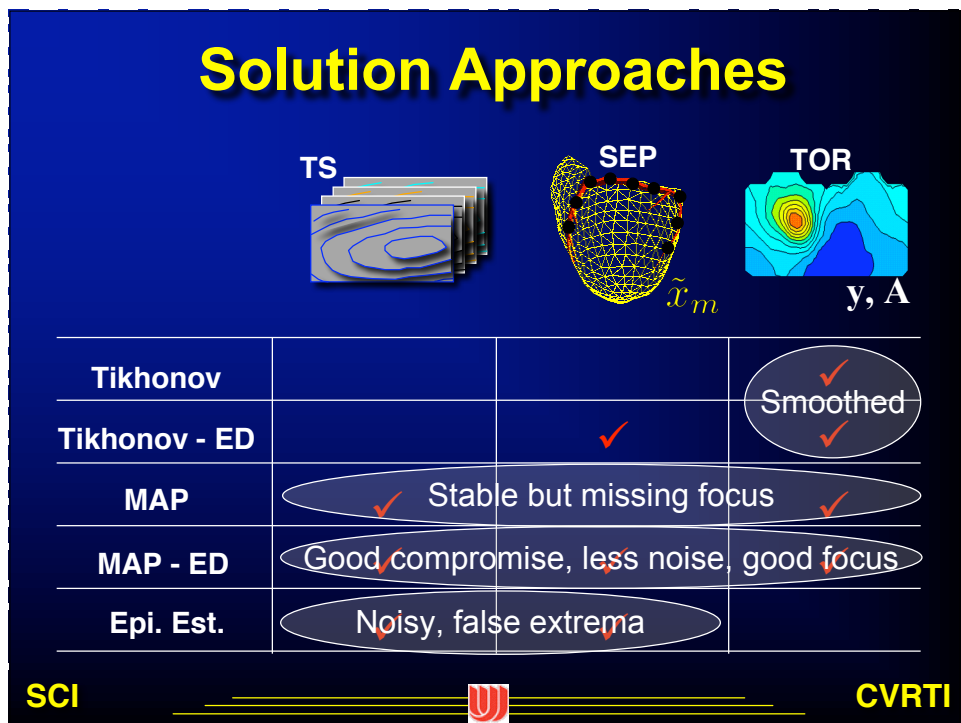 Solution Approaches
TS
SEP
TOR
x̃ₘ
y, A
Tikhonov
Smoothed
Tikhonov - ED
MAP
Stable but missing focus
MAP - ED
Good compromise, less noise, good focus
Epi. Est.
Noisy, false extrema
SCI
CVRTI